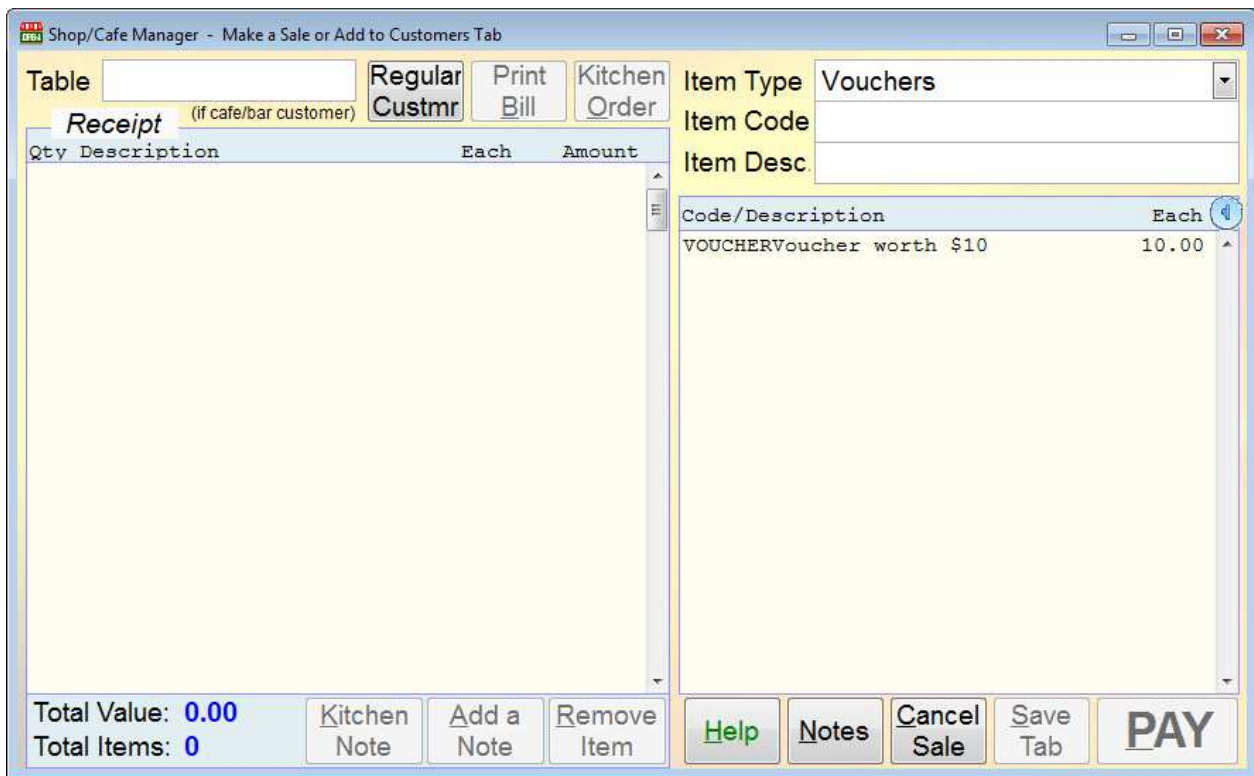 Shop/Cafe Manager - Make a Sale or Add to Customers Tab
Table
(if cafe/bar customer)
Regular
Custmr
Print
Bill
Kitchen
Order
Receipt
Qty Description Each Amount
Item Type Vouchers
Item Code
Item Desc.
Code/Description Each
VOUCHERVoucher worth $10 10.00
Total Value: 0.00
Total Items: 0
Kitchen
Note
Add a
Note
Remove
Item
Help
Notes
Cancel
Sale
Save
Tab
PAY